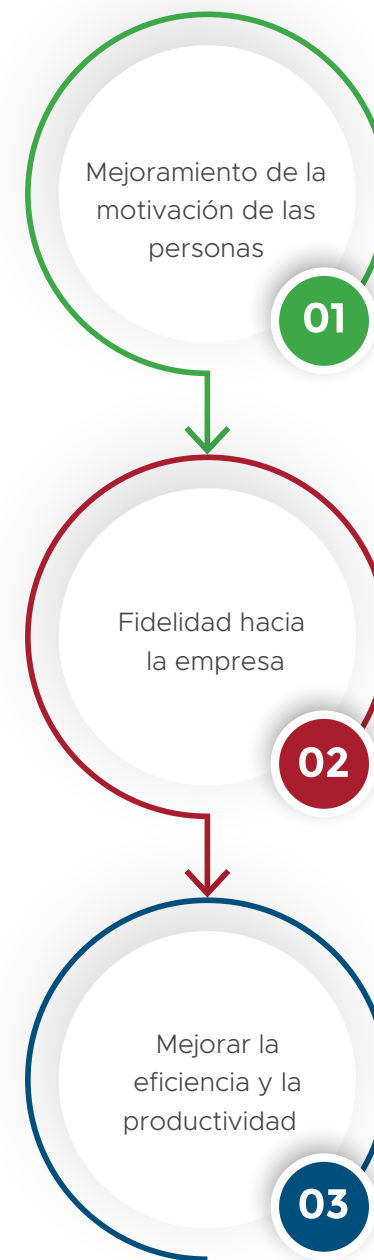 Mejoramiento de la
motivación de las
personas
01
Fidelidad hacia
la empresa
02
Mejorar la
eficiencia y la
productividad
03